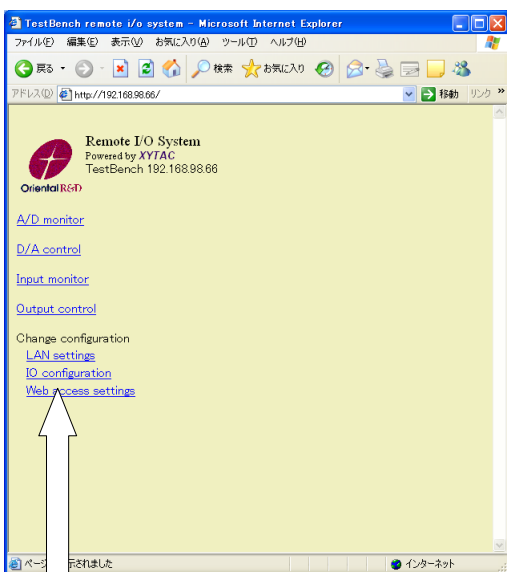 TestBench remote i/o system - Microsoft Internet Explorer
ファイル(F) 編集(E) 表示(V) お気に入り(A) ツール(T) ヘルプ(H)
戻る 検索 お気に入り
アドレス(D) http://192.168.98.66/ 移動 リンク »
Remote I/O System
Powered by XYTAC
TestBench 192.168.98.66
Oriental R&D
A/D monitor
D/A control
Input monitor
Output control
Change configuration
LAN settings
IO configuration
Web access settings
ページ 示されました インターネット